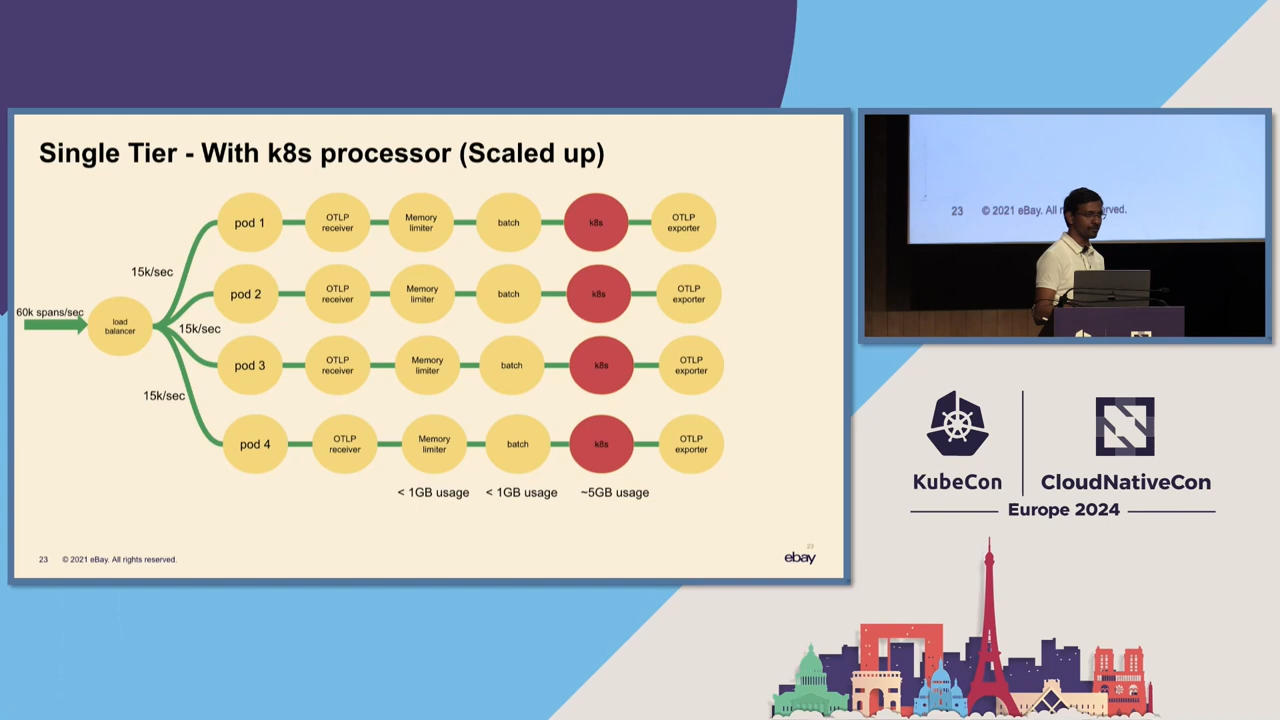 Single Tier - With k8s processor (Scaled up)
60k spans/sec
load
balancer
15k/sec
15k/sec
15k/sec
pod 1
OTLP
receiver
Memory
limiter
batch
k8s
OTLP
exporter
pod 2
OTLP
receiver
Memory
limiter
batch
k8s
OTLP
exporter
pod 3
OTLP
receiver
Memory
limiter
batch
k8s
OTLP
exporter
pod 4
OTLP
receiver
Memory
limiter
batch
k8s
OTLP
exporter
< 1GB usage
< 1GB usage
~5GB usage
23
23 © 2021 eBay. All rights reserved.
ebay
23 © 2021 eBay. All rights reserved.
KubeCon
CloudNativeCon
Europe 2024